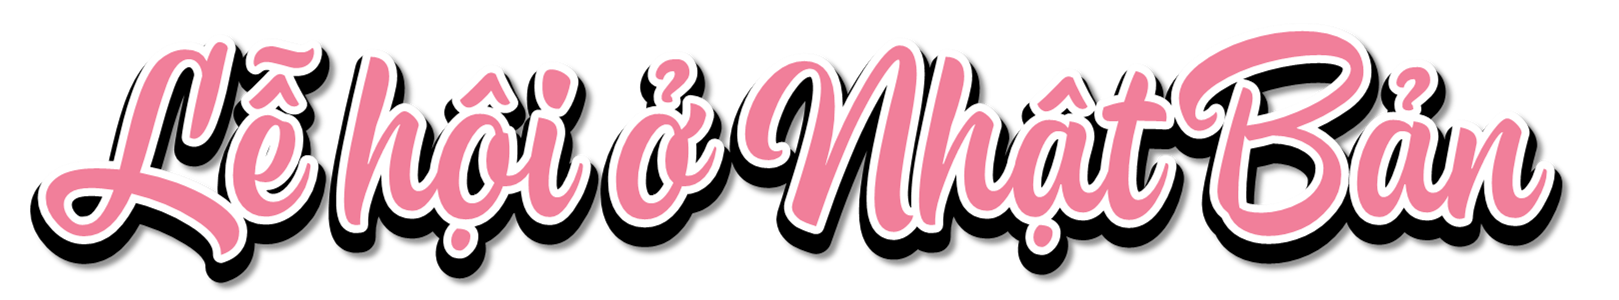 Lễ hội ở Nhật Bản